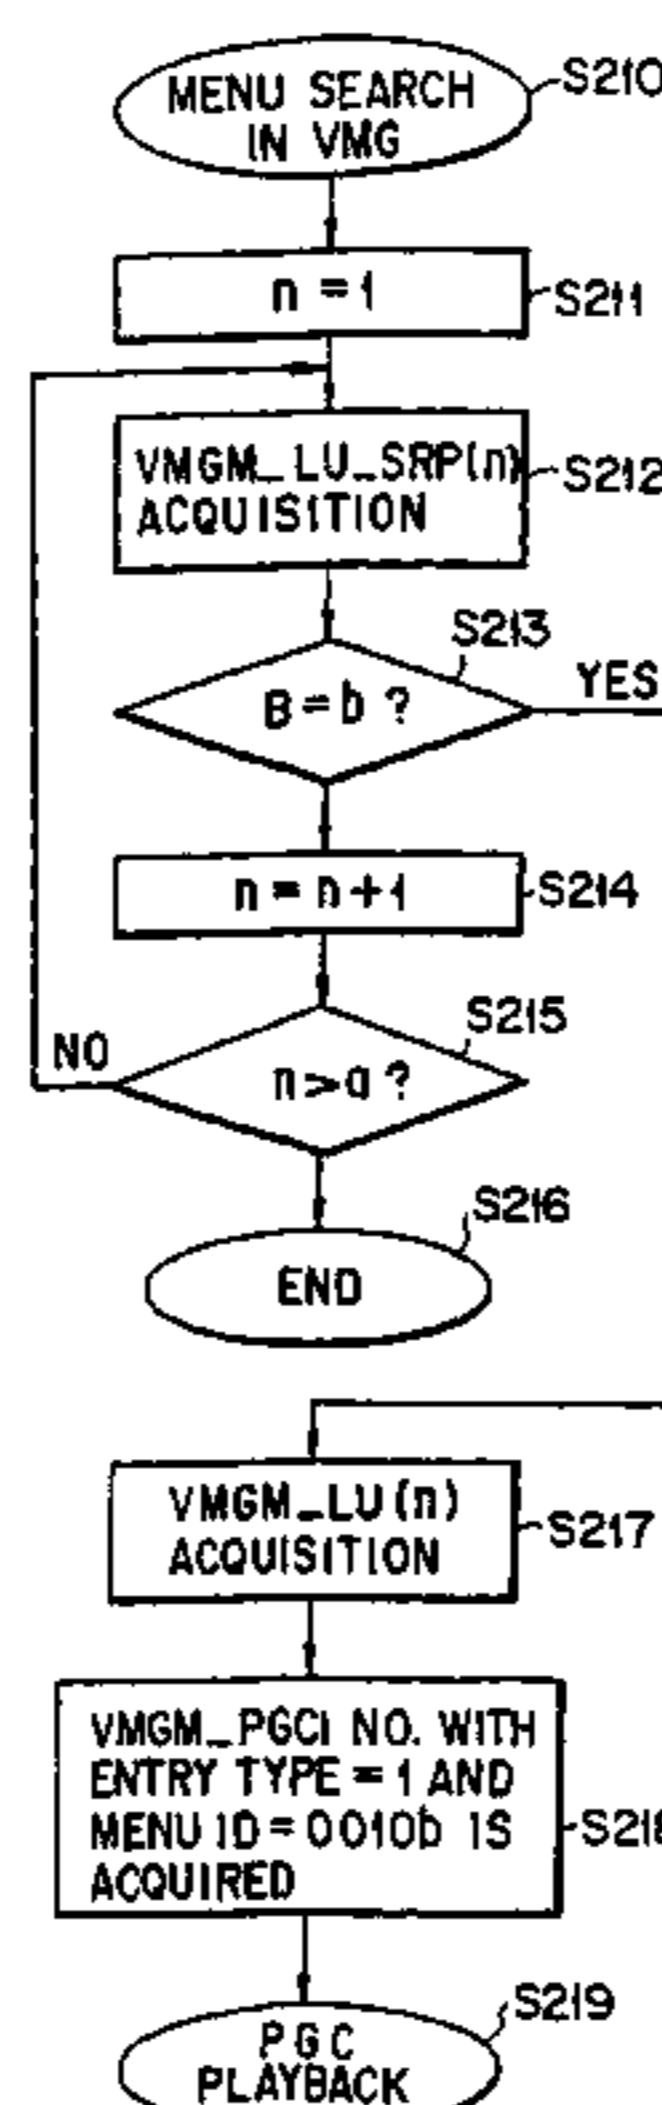 MENU SEARCH
IN VMG
S210
n = 1
S211
VMGM_LU_SRP(n)
ACQUISITION
S212
S213
B = b ?
YES
n = n + 1
S214
S215
NO
n > a ?
S216
END
VMGM_LU (n)
ACQUISITION
S217
VMGM_PGCI NO. WITH
ENTRY TYPE = 1 AND
MENU ID = 0010b IS
ACQUIRED
S218
S219
PGC
PLAYBACK